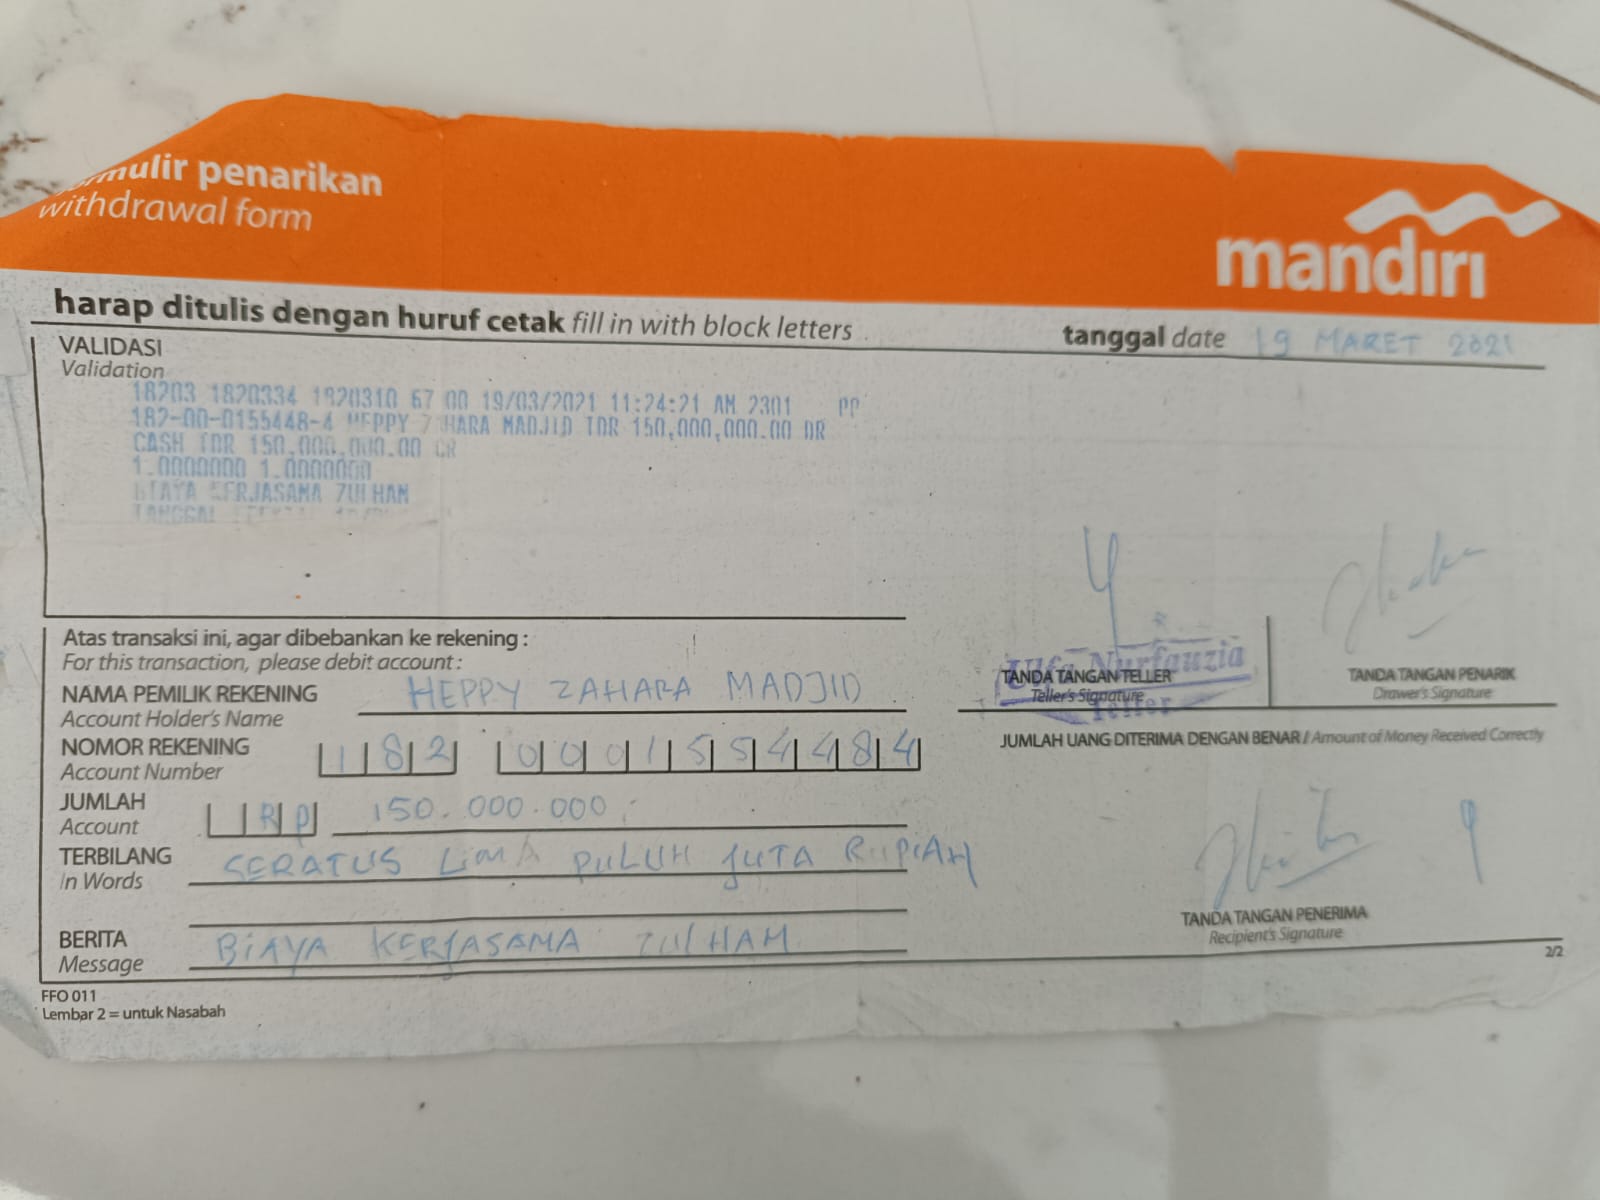 mulir penarikan
withdrawal form
mandiri
harap ditulis dengan huruf cetak fill in with block letters
tanggal date 19 MARET 2021
VALIDASI
Validation
18203 1820334 1820310 67 00 19/03/2021 11:24:21 AM 2301 PP
182-00-0155448-4 HEPPY ZAHARA MADJID IDR 150,000,000.00 DR
CASH IDR 150,000,000.00 CR
1.0000000 1.0000000
BIAYA KERJASAMA ZULHAM
TANGGAL
Atas transaksi ini, agar dibebankan ke rekening :
For this transaction, please debit account :
NAMA PEMILIK REKENING HEPPY ZAHARA MADJID
Account Holder's Name
NOMOR REKENING 182 0001554484
Account Number
JUMLAH RP 150.000.000
Account
TERBILANG SERATUS LIMA PULUH JUTA RUPIAH
In Words
BERITA BIAYA KERJASAMA ZULHAM
Message
FFO 011
Lembar 2 = untuk Nasabah
Ulfa Nurfauzia
Teller
TANDA TANGAN TELLER
Teller's Signature
TANDA TANGAN PENARIK
Drawer's Signature
JUMLAH UANG DITERIMA DENGAN BENAR / Amount of Money Received Correctly
TANDA TANGAN PENERIMA
Recipient's Signature
2/2